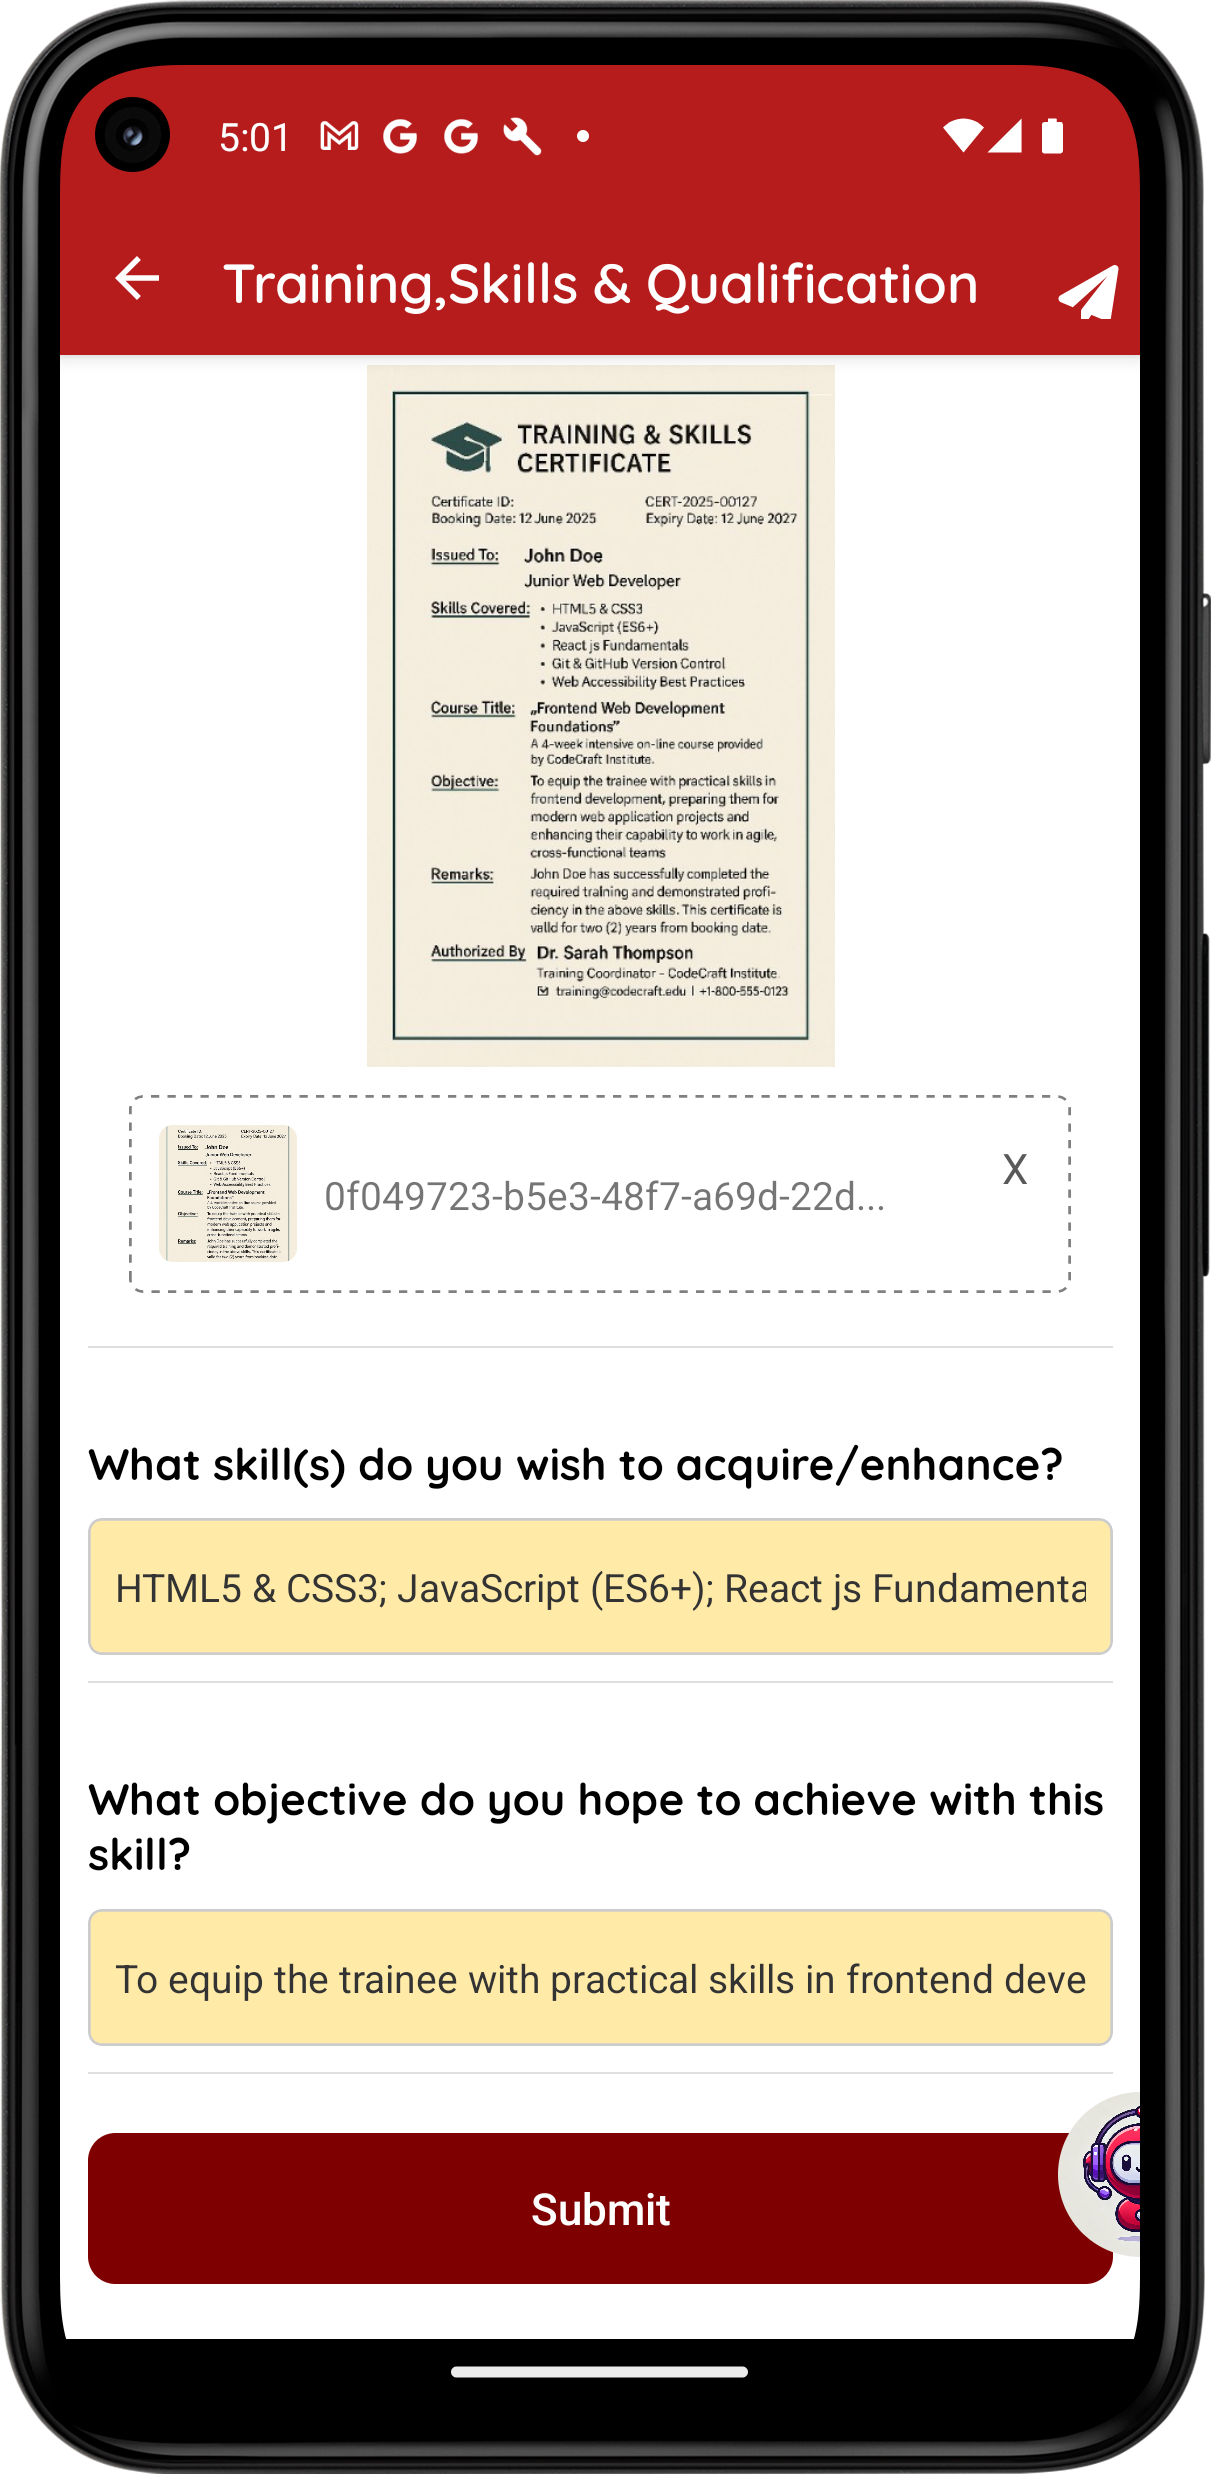 5:01
Training,Skills & Qualification
TRAINING & SKILLS
CERTIFICATE
Certificate ID: CERT-2025-00127
Booking Date: 12 June 2025 Expiry Date: 12 June 2027
Issued To: John Doe
Junior Web Developer
Skills Covered: • HTML5 & CSS3
• JavaScript (ES6+)
• React js Fundamentals
• Git & GitHub Version Control
• Web Accessibility Best Practices
Course Title: „Frontend Web Development
Foundations”
A 4-week intensive on-line course provided
by CodeCraft Institute.
Objective: To equip the trainee with practical skills in
frontend development, preparing them for
modern web application projects and
enhancing their capability to work in agile,
cross-functional teams
Remarks: John Doe has successfully completed the
required training and demonstrated profi-
ciency in the above skills. This certificate is
valld for two (2) years from booking date.
Authorized By Dr. Sarah Thompson
Training Coordinator - CodeCraft Institute.
training@codecraft.edu | +1-800-555-0123
0f049723-b5e3-48f7-a69d-22d...
X
What skill(s) do you wish to acquire/enhance?
HTML5 & CSS3; JavaScript (ES6+); React js Fundamenta
What objective do you hope to achieve with this
skill?
To equip the trainee with practical skills in frontend deve
Submit